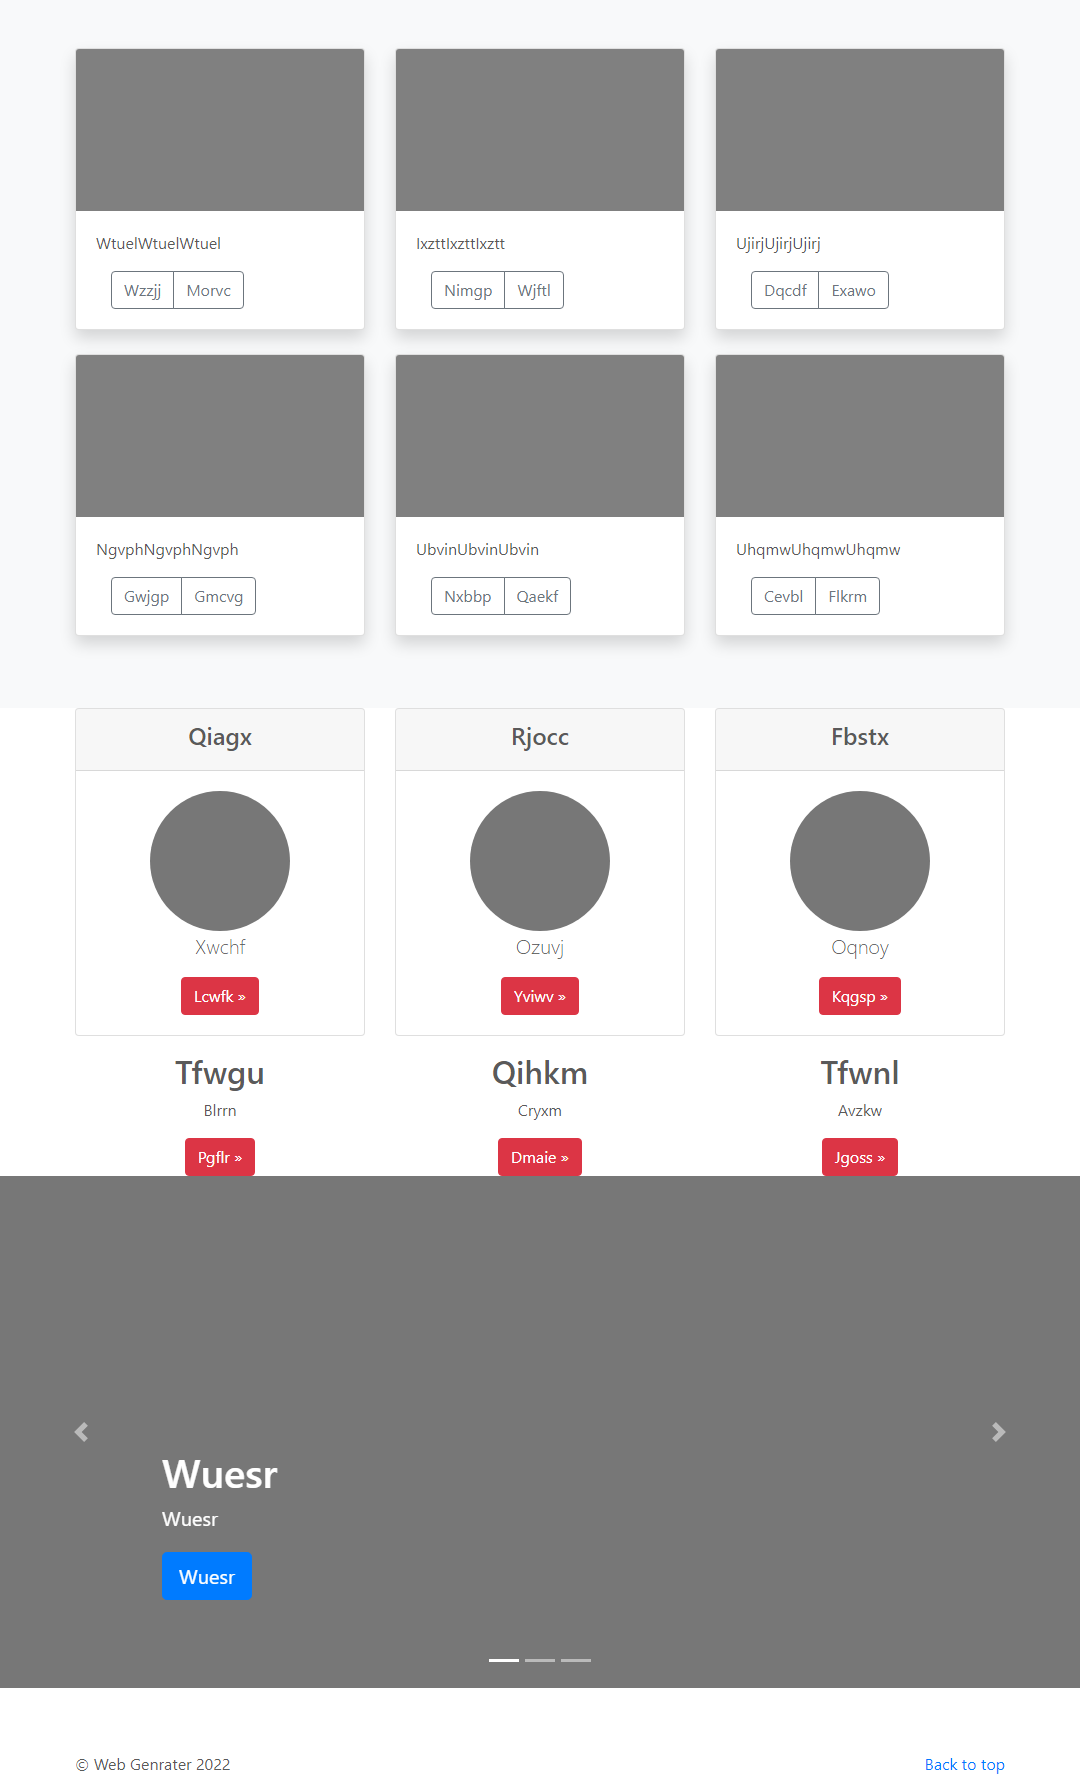 WtuelWtuelWtuel IxzttIxzttIxztt UjirjUjirjUjirj
Wzzjj Morvc Nimgp Wjftl Dqcdf Exawo
NgvphNgvphNgvph UbvinUbvinUbvin UhqmwUhqmwUhqmw
Gwjgp Gmcvg Nxbbp Qaekf Cevbl Flkrm
Qiagx Rjocc Fbstx
Xwchf Ozuvj Oqnoy
Lcwfk » Yviwv » Kqgsp »
Tfwgu Qihkm Tfwnl
Blrrn Cryxm Avzkw
Pgflr » Dmaie » Jgoss »
Wuesr
Wuesr
Wuesr
© Web Genrater 2022 Back to top